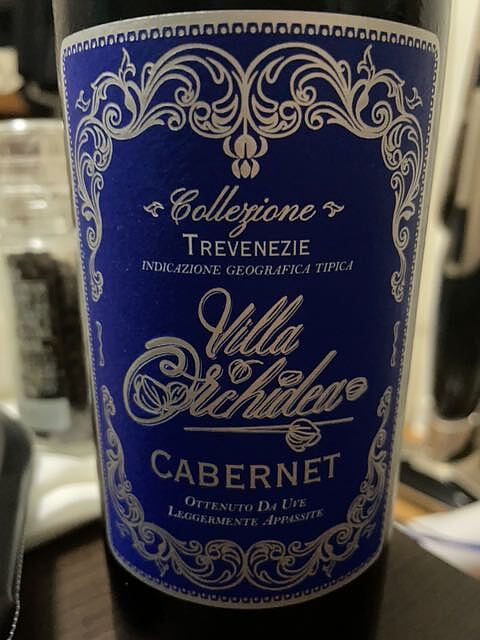 Collezione
TREVENEZIE
INDICAZIONE GEOGRAFICA TIPICA
Villa
Orchidea
CABERNET
OTTENUTO DA UVE
LEGGERMENTE APPASSITE